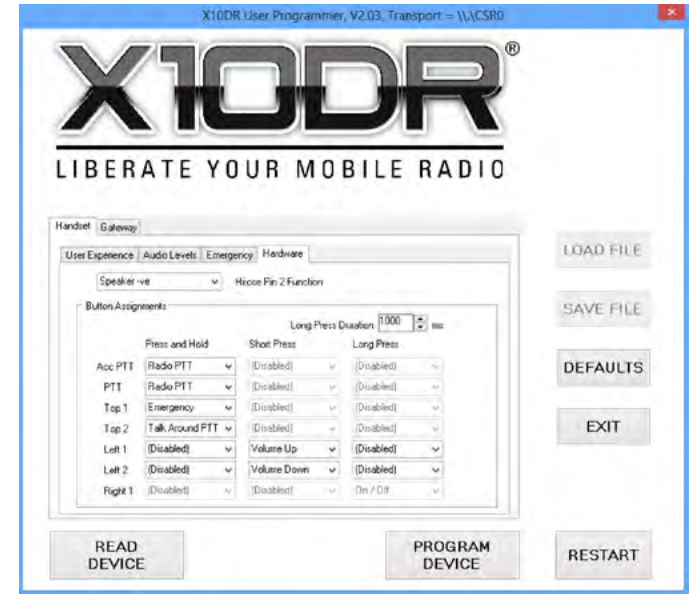 X10DR User Programmer, V2.03, Transport = \\.\CSR0
X10DR®
LIBERATE YOUR MOBILE RADIO
Handset Gateway
User Experience Audio Levels Emergency Hardware
Speaker -ve Hirose Pin 2 Function
Button Assignments
Long Press Duration 1000 ms
Press and Hold Short Press Long Press
Acc PTT Radio PTT (Disabled) (Disabled)
PTT Radio PTT (Disabled) (Disabled)
Top 1 Emergency (Disabled) (Disabled)
Top 2 Talk Around PTT (Disabled) (Disabled)
Left 1 (Disabled) Volume Up (Disabled)
Left 2 (Disabled) Volume Down (Disabled)
Right 1 (Disabled) (Disabled) On / Off
LOAD FILE
SAVE FILE
DEFAULTS
EXIT
READ
DEVICE
PROGRAM
DEVICE
RESTART